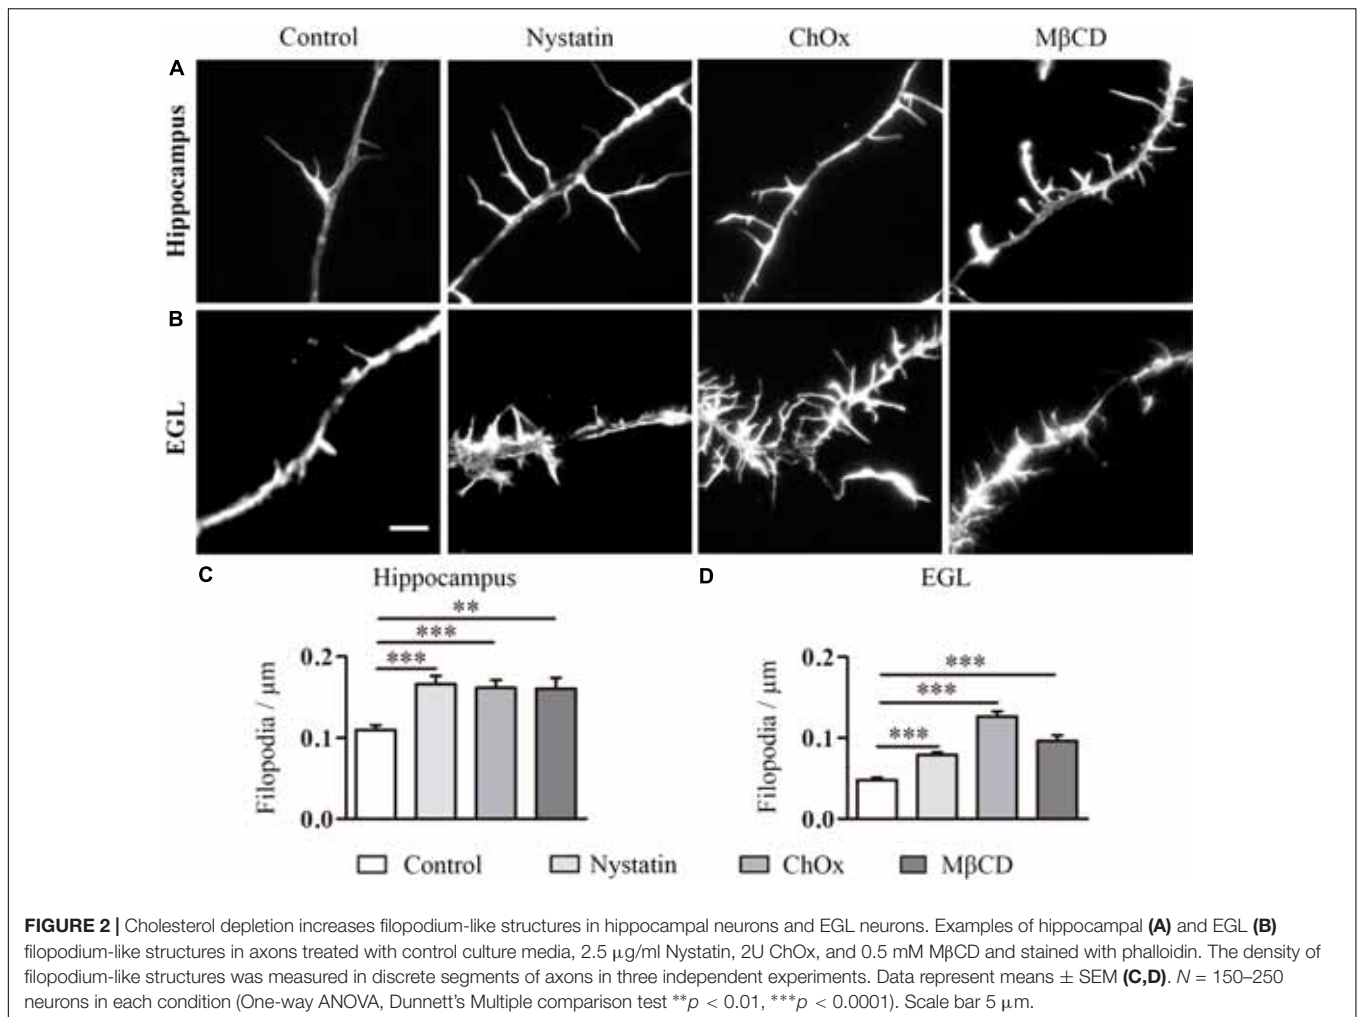 Control Nystatin ChOx MβCD
A
Hippocampus
B
EGL
C Hippocampus
D EGL
**
***
***
***
***
***
0.2
0.1
0.0
Filopodia / μm
0.2
0.1
0.0
Filopodia / μm
Control Nystatin ChOx MβCD
FIGURE 2 | Cholesterol depletion increases filopodium-like structures in hippocampal neurons and EGL neurons. Examples of hippocampal (A) and EGL (B)
filopodium-like structures in axons treated with control culture media, 2.5 μg/ml Nystatin, 2U ChOx, and 0.5 mM MβCD and stained with phalloidin. The density of
filopodium-like structures was measured in discrete segments of axons in three independent experiments. Data represent means ± SEM (C,D). N = 150–250
neurons in each condition (One-way ANOVA, Dunnett's Multiple comparison test **p < 0.01, ***p < 0.0001). Scale bar 5 μm.